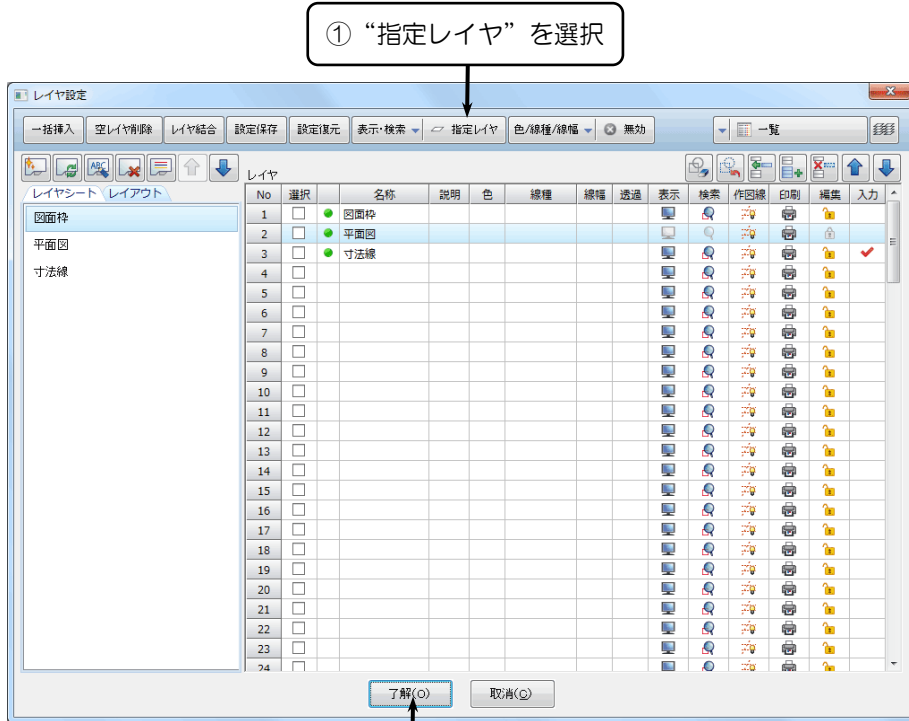 ① “指定レイヤ”を選択
レイヤ設定
一括挿入 空レイヤ削除 レイヤ結合 設定保存 設定復元 表示・検索 指定レイヤ 色/線種/線幅 無効 一覧
ABC
レイヤ
レイヤシート レイアウト
図面枠
平面図
寸法線
No 選択 名称 説明 色 線種 線幅 透過 表示 検索 作図線 印刷 編集 入力
1 図面枠
2 平面図
3 寸法線
4
5
6
7
8
9
10
11
12
13
14
15
16
17
18
19
20
21
22
23
24
了解(O) 取消(C)